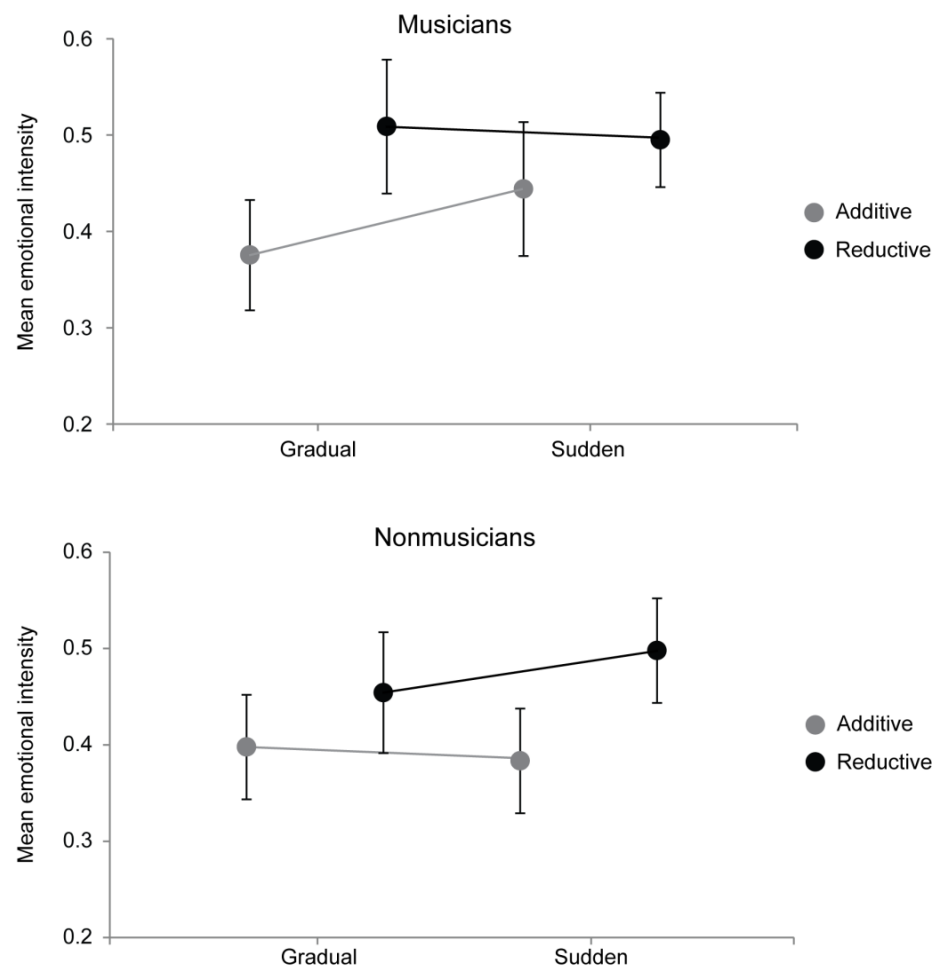 Musicians
0.6
0.5
0.4
0.3
0.2
Mean emotional intensity
Gradual
Sudden
Additive
Reductive
Nonmusicians
0.6
0.5
0.4
0.3
0.2
Mean emotional intensity
Gradual
Sudden
Additive
Reductive